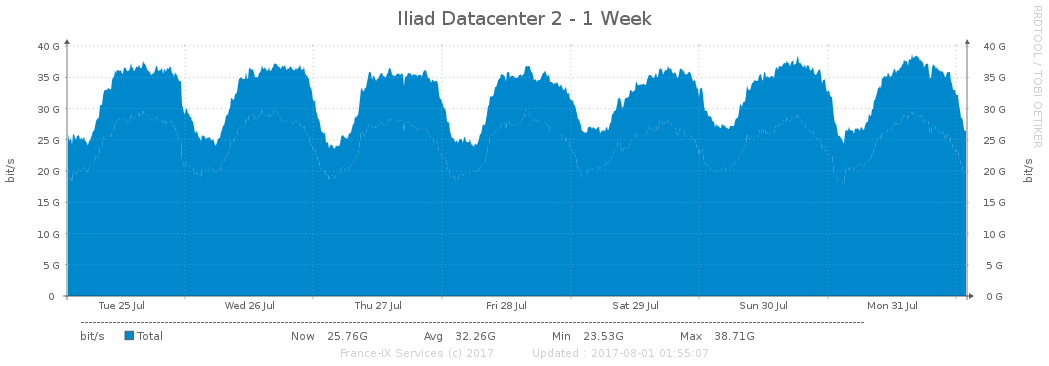 Iliad Datacenter 2 - 1 Week
RRDTOOL / TOBI OETIKER
bit/s
40 G 40 G
35 G 35 G
30 G 30 G
25 G 25 G
20 G 20 G
15 G 15 G
10 G 10 G
5 G 5 G
0 0 G
bit/s
Tue 25 Jul Wed 26 Jul Thu 27 Jul Fri 28 Jul Sat 29 Jul Sun 30 Jul Mon 31 Jul
bit/s Total Now 25.76G Avg 32.26G Min 23.53G Max 38.71G
France-IX Services (c) 2017 Updated : 2017-08-01 01:55:07